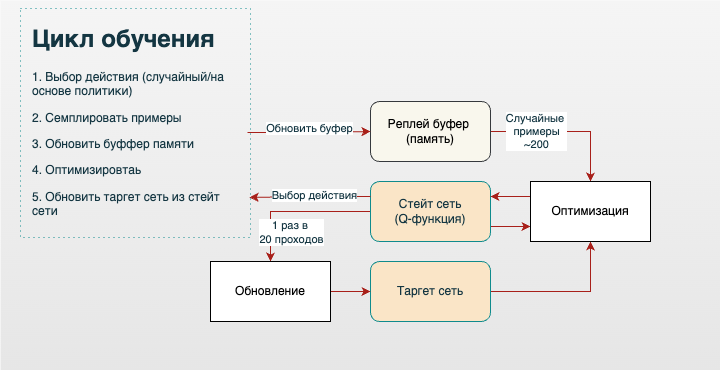 Цикл обучения
1. Выбор действия (случайный/на
основе политики)
2. Семплировать примеры
3. Обновить буффер памяти
4. Оптимизировтаь
5. Обновить таргет сеть из стейт
сети
Обновить буфер
Реплей буфер
(память)
Случайные
примеры
~200
Выбор действия
Стейт сеть
(Q-функция)
Оптимизация
1 раз в
20 проходов
Обновление
Таргет сеть